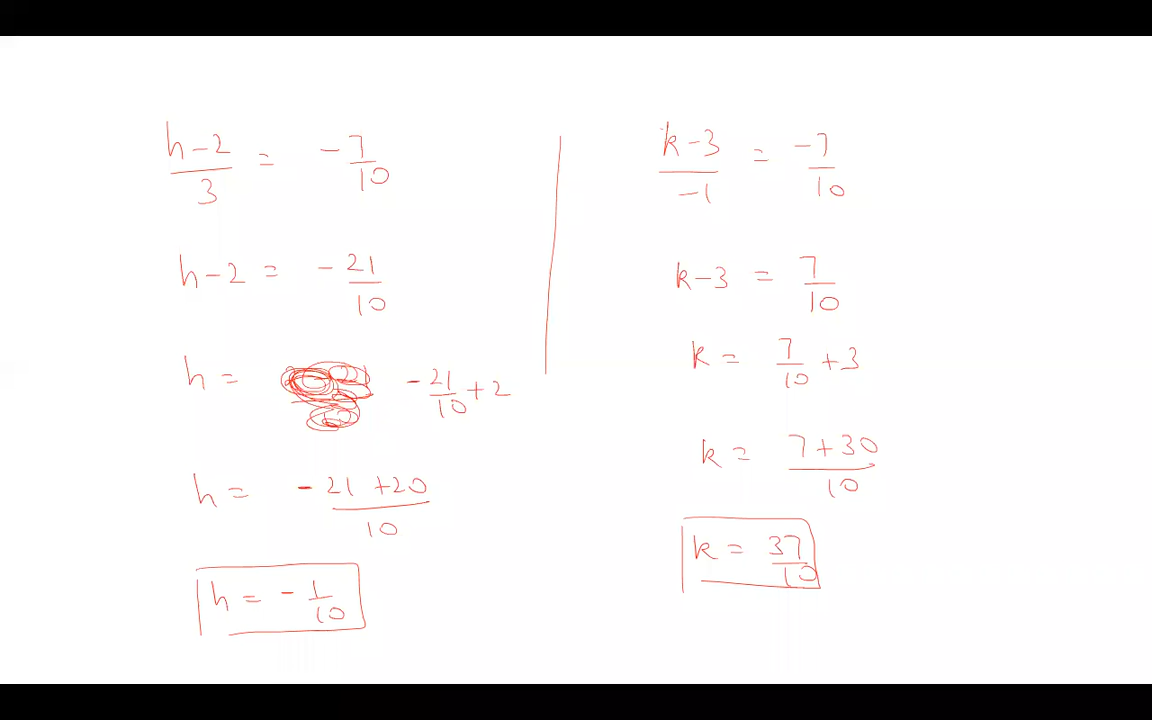 (h-2)/3 = -7/10
h-2 = -21/10
h = -21/10 + 2
h = (-21+20)/10
h = -1/10
(k-3)/-1 = -7/10
k-3 = 7/10
k = 7/10 + 3
k = (7+30)/10
k = 37/10